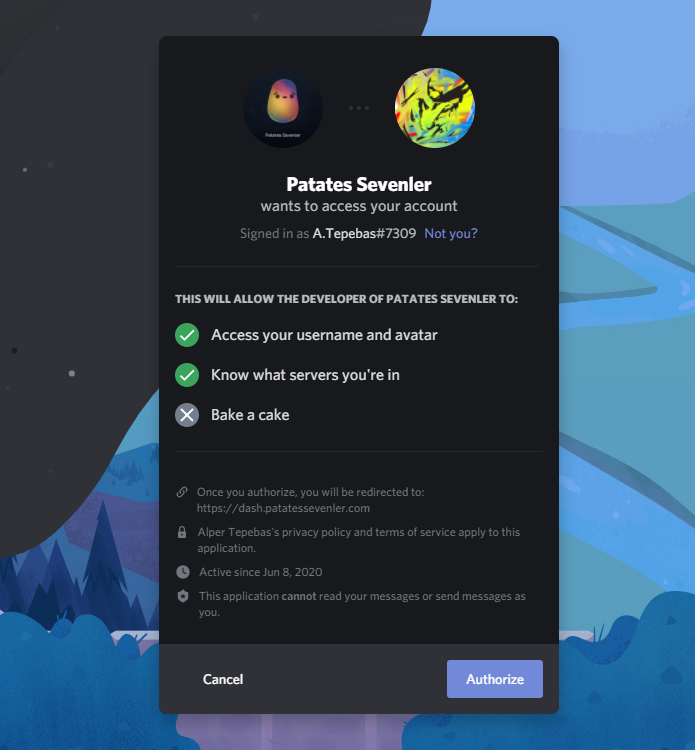 Patates Sevenler
Patates Sevenler
wants to access your account
Signed in as A.Tepebas#7309 Not you?
THIS WILL ALLOW THE DEVELOPER OF PATATES SEVENLER TO:
Access your username and avatar
Know what servers you're in
Bake a cake
Once you authorize, you will be redirected to:
https://dash.patatessevenler.com
Alper Tepebas's privacy policy and terms of service apply to this
application.
Active since Jun 8, 2020
This application cannot read your messages or send messages as
you.
Cancel
Authorize